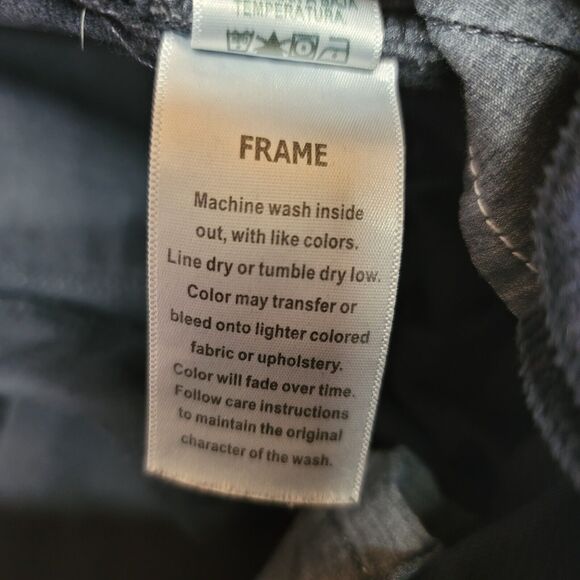 TEMPERATURA
FRAME
Machine wash inside
out, with like colors.
Line dry or tumble dry low.
Color may transfer or
bleed onto lighter colored
fabric or upholstery.
Color will fade over time.
Follow care instructions
to maintain the original
character of the wash.